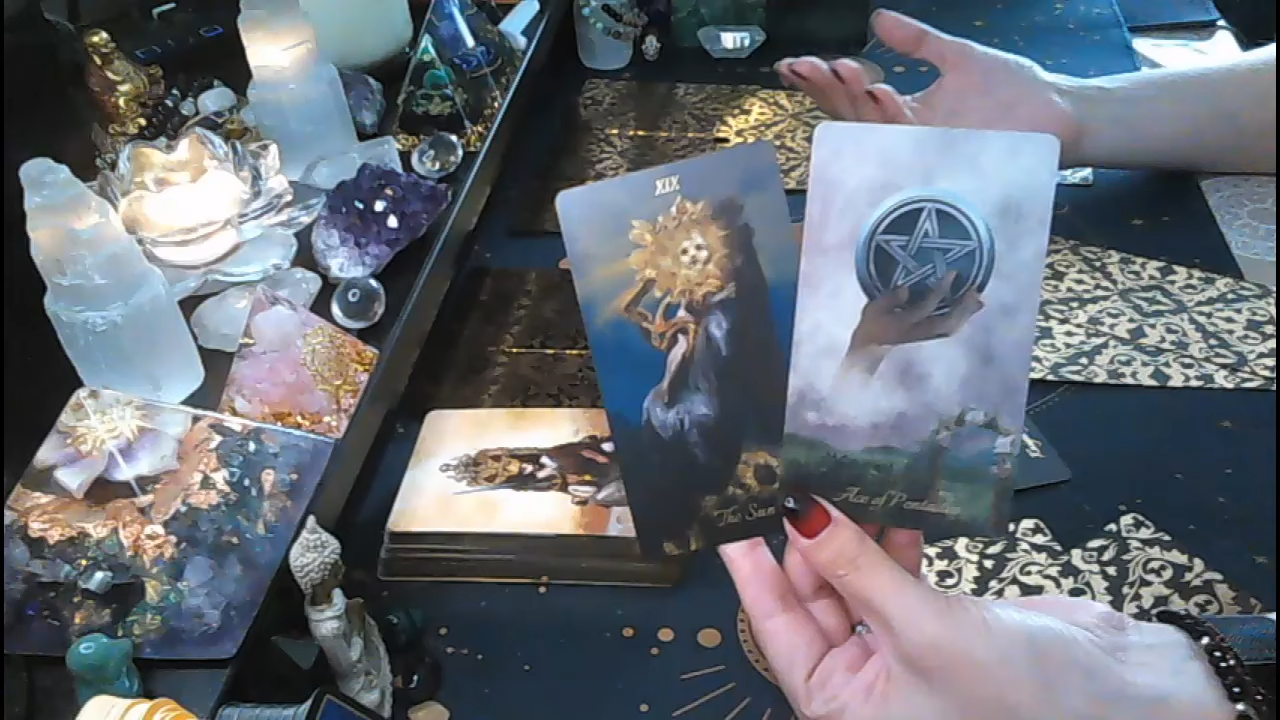 XIX
The Sun
Ace of Pentacles